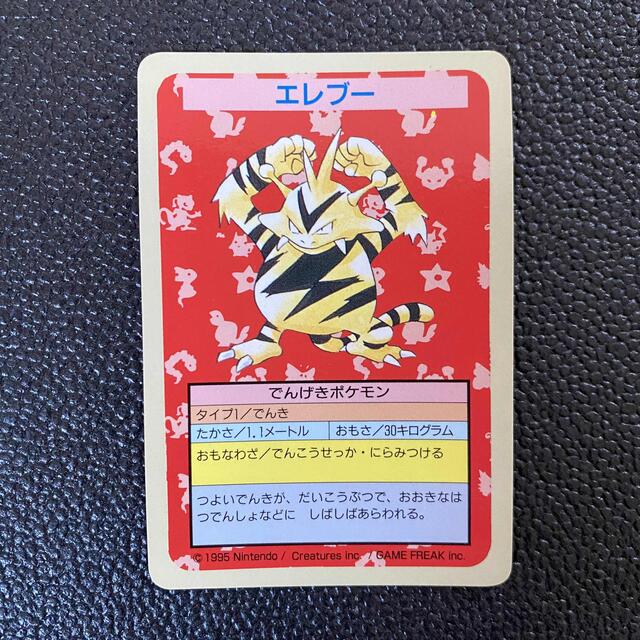 エレブー
でんげきポケモン
タイプ1/でんき
たかさ/1.1メートル おもさ/30キログラム
おもなわざ/でんこうせっか・にらみつける
つよいでんきが、だいこうぶつで、おおきなは
つでんしょなどに しばしばあらわれる。
© 1995 Nintendo / Creatures inc. / GAME FREAK inc.